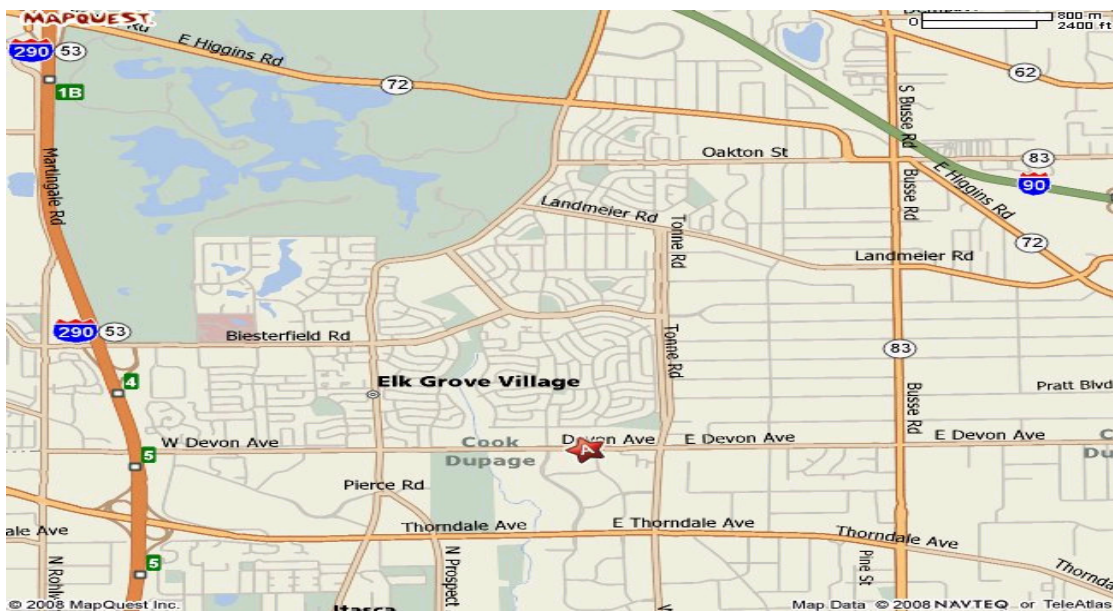 MAPQUEST
800 m
0
2400 ft
290
53
E Higgins Rd
72
62
1B
S Busse Rd
Oakton St
83
90
E Higgins Rd
Martingale Rd
Landmeier Rd
Tonne Rd
Busse Rd
72
Landmeier Rd
290
53
Biesterfield Rd
Tonne Rd
83
4
Elk Grove Village
Pratt Blvd
Busse Rd
W Devon Ave
Cook
Dupage
Devon Ave
A
E Devon Ave
E Devon Ave
5
Pierce Rd
Thorndale Ave
E Thorndale Ave
Thorndale Ave
5
N Prospect
Pine St
Itasca
© 2008 MapQuest Inc.
Map Data © 2008 NAVTEQ or TeleAtlas